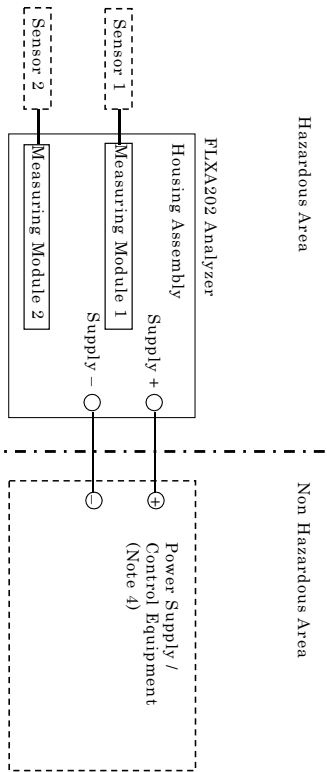 Hazardous Area
Non Hazardous Area
FLXA202 Analyzer
Housing Assembly
Sensor 1
Measuring Module 1
Sensor 2
Measuring Module 2
Supply +
Supply −
+
−
Power Supply /
Control Equipment
(Note 4)